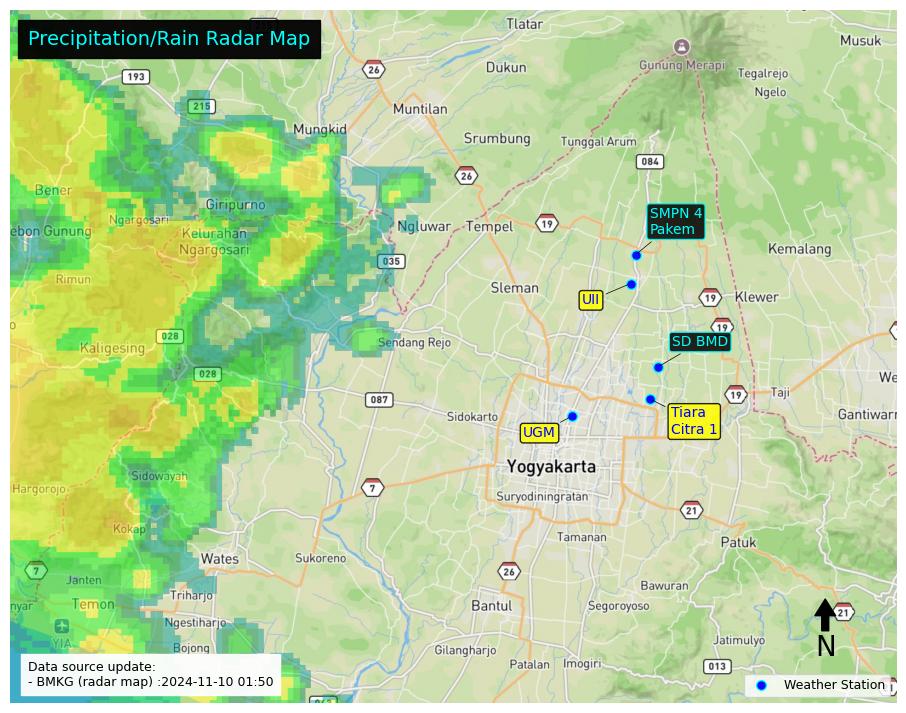 Precipitation/Rain Radar Map
Tlatar
Musuk
26
193
Dukun
Gunung Merapi
Tegalrejo
Ngelo
215
Muntilan
Mungkid
Srumbung
Tunggal Arum
084
26
Bener
Giripurno
SMPN 4
Pakem
Ngargosari
Kelurahan
Ngargosari
ebon Gunung
Ngluwar
Tempel
19
Kemalang
035
Rimun
Sleman
UII
19
Klewer
19
028
Kaligesing
Sendang Rejo
SD BMD
028
087
19
Taji
We
Sidokarto
Tiara
Citra 1
Gantiwarn
UGM
Yogyakarta
Sidowayah
Hargorojo
7
Suryodiningratan
21
Kokap
Tamanan
Patuk
Wates
Sukoreno
7
26
Janten
Bawuran
Triharjo
nyar
Temon
Bantul
Segoroyoso
21
Ngestiharjo
YIA
Bojong
Gilangharjo
Jatimulyo
N
Patalan
Imogiri
013
Data source update:
- BMKG (radar map) :2024-11-10 01:50
Weather Station